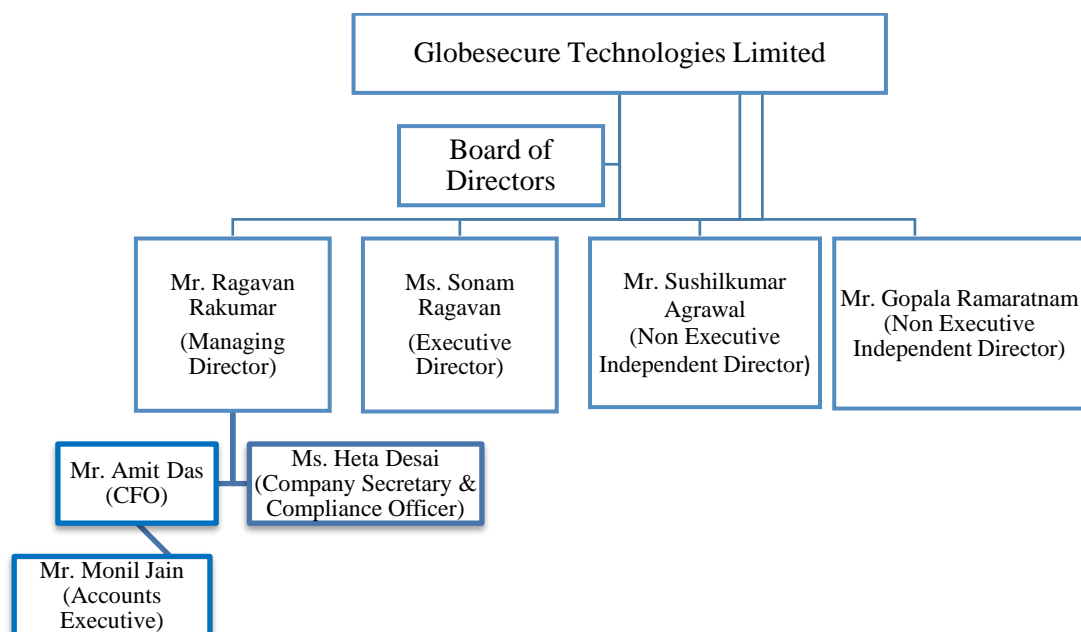 Globesecure Technologies Limited
Board of
Directors
Mr. Ragavan
Rakumar
(Managing
Director)
Ms. Sonam
Ragavan
(Executive
Director)
Mr. Sushilkumar
Agrawal
(Non Executive
Independent Director)
Mr. Gopala Ramaratnam
(Non Executive
Independent Director)
Mr. Amit Das
(CFO)
Ms. Heta Desai
(Company Secretary &
Compliance Officer)
Mr. Monil Jain
(Accounts
Executive)